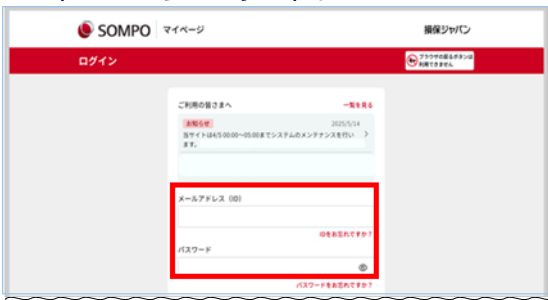 SOMPO マイページ
損保ジャパン
ログイン
ブラウザの戻るボタンは
利用できません
ご利用の皆さまへ
一覧を見る
お知らせ
2025/5/14
当サイトは4/5 00:00～05:00までシステムのメンテナンスを行い
ます。
メールアドレス (ID)
IDをお忘れですか？
パスワード
パスワードをお忘れですか？